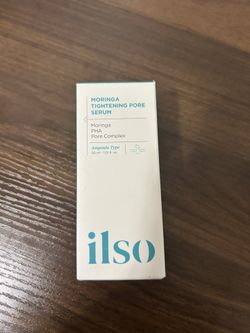 MORINGA
TIGHTENING PORE
SERUM
Moringa
PHA
Pore Complex
Ampoule Type
ilso